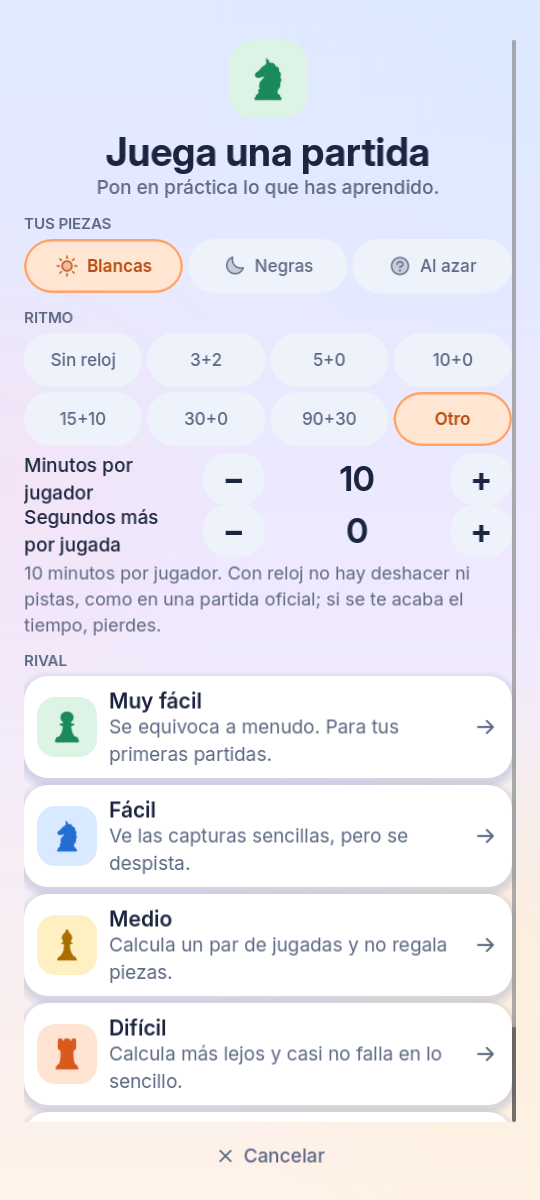 Juega una partida
Pon en práctica lo que has aprendido.
TUS PIEZAS
Blancas
Negras
Al azar
RITMO
Sin reloj
3+2
5+0
10+0
15+10
30+0
90+30
Otro
Minutos por
jugador
− 10 +
Segundos más
por jugada
− 0 +
10 minutos por jugador. Con reloj no hay deshacer ni
pistas, como en una partida oficial; si se te acaba el
tiempo, pierdes.
RIVAL
Muy fácil
Se equivoca a menudo. Para tus
primeras partidas.
Fácil
Ve las capturas sencillas, pero se
despista.
Medio
Calcula un par de jugadas y no regala
piezas.
Difícil
Calcula más lejos y casi no falla en lo
sencillo.
Cancelar